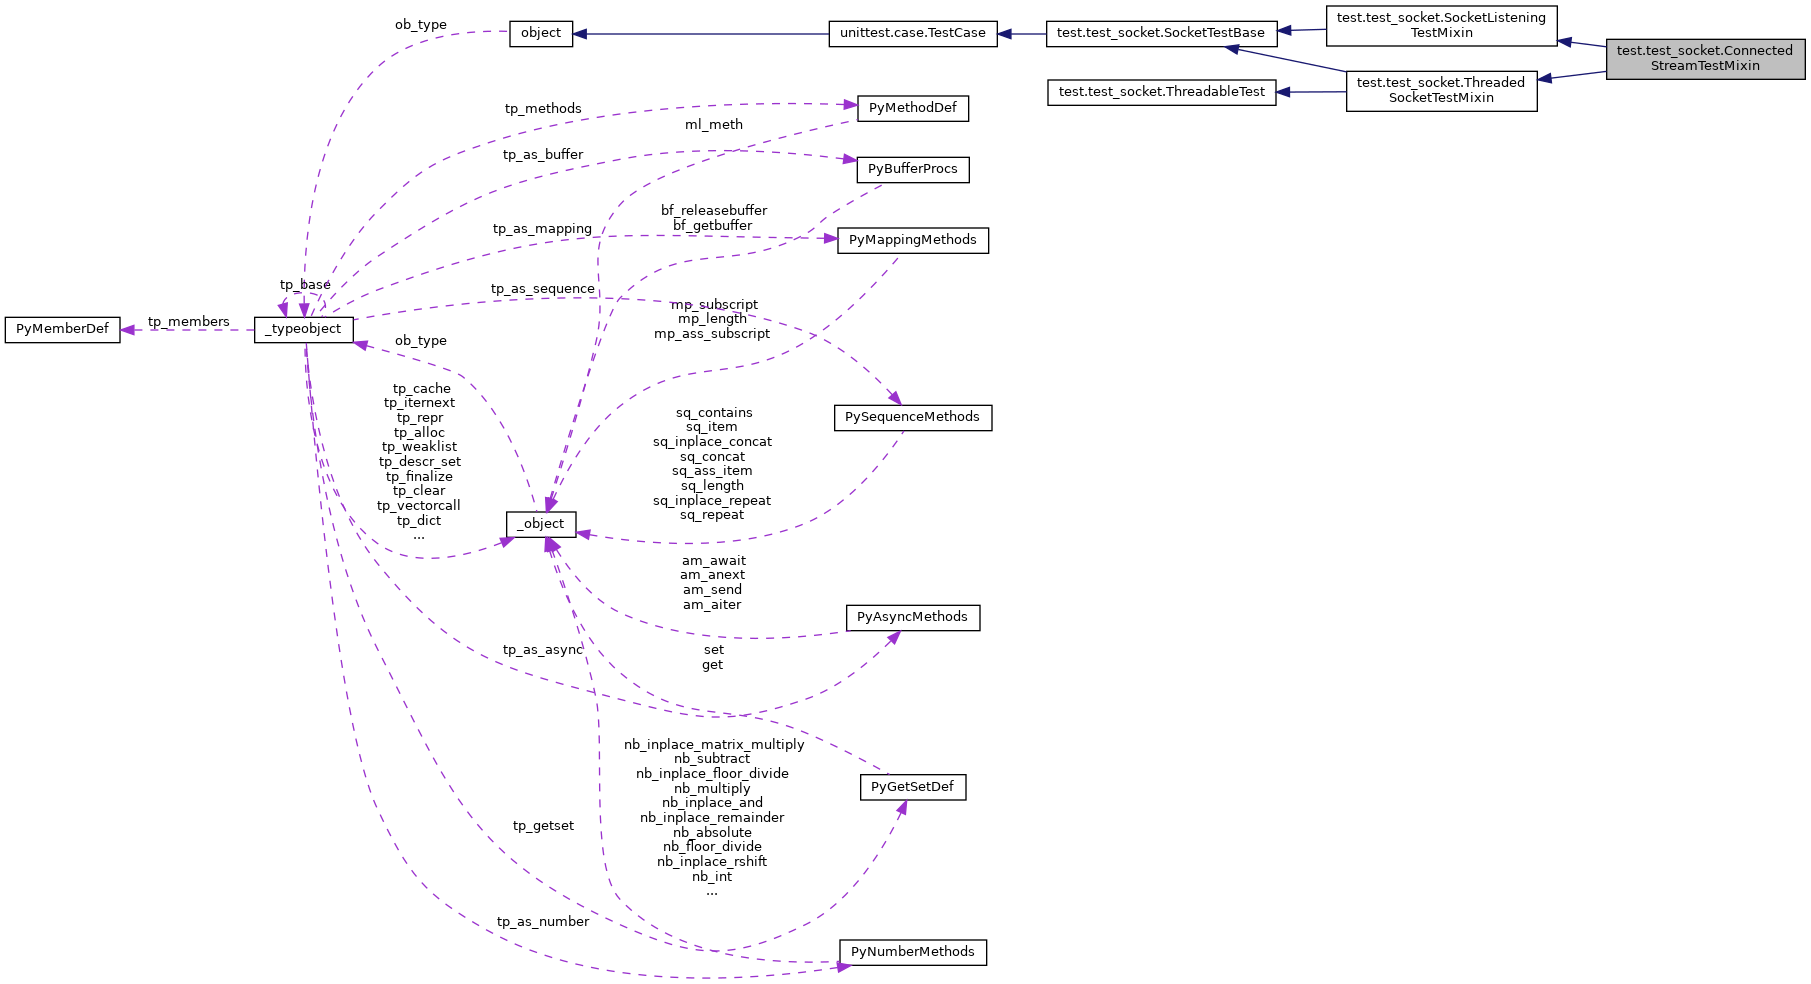 ob_type
object
unittest.case.TestCase
test.test_socket.SocketTestBase
test.test_socket.SocketListening
TestMixin
test.test_socket.Connected
StreamTestMixin
test.test_socket.ThreadableTest
test.test_socket.Threaded
SocketTestMixin
tp_methods
PyMethodDef
ml_meth
tp_as_buffer
PyBufferProcs
bf_releasebuffer
bf_getbuffer
tp_as_mapping
PyMappingMethods
tp_base
tp_as_sequence
mp_subscript
mp_length
mp_ass_subscript
PyMemberDef
tp_members
_typeobject
ob_type
tp_cache
tp_iternext
tp_repr
tp_alloc
tp_weaklist
tp_descr_set
tp_finalize
tp_clear
tp_vectorcall
tp_dict
...
sq_contains
sq_item
sq_inplace_concat
sq_concat
sq_ass_item
sq_length
sq_inplace_repeat
sq_repeat
PySequenceMethods
_object
am_await
am_anext
am_send
am_aiter
PyAsyncMethods
tp_as_async
set
get
nb_inplace_matrix_multiply
nb_subtract
nb_inplace_floor_divide
nb_multiply
nb_inplace_and
nb_inplace_remainder
nb_absolute
nb_floor_divide
nb_inplace_rshift
nb_int
...
PyGetSetDef
tp_getset
tp_as_number
PyNumberMethods